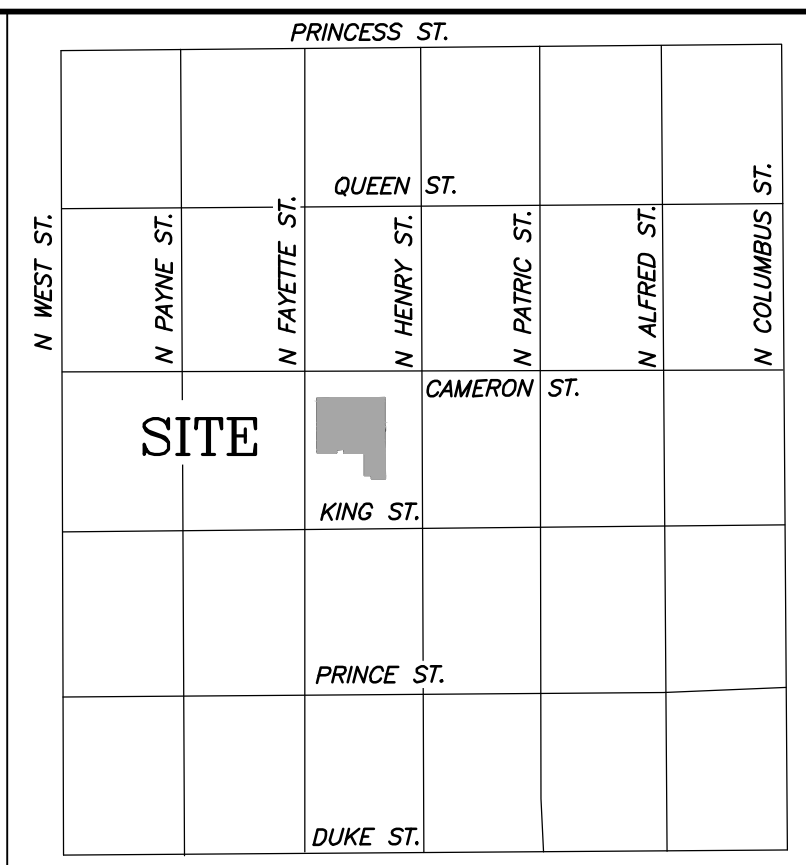 PRINCESS ST.
QUEEN ST.
N WEST ST.
N PAYNE ST.
N FAYETTE ST.
N HENRY ST.
N PATRIC ST.
N ALFRED ST.
N COLUMBUS ST.
CAMERON ST.
SITE
KING ST.
PRINCE ST.
DUKE ST.